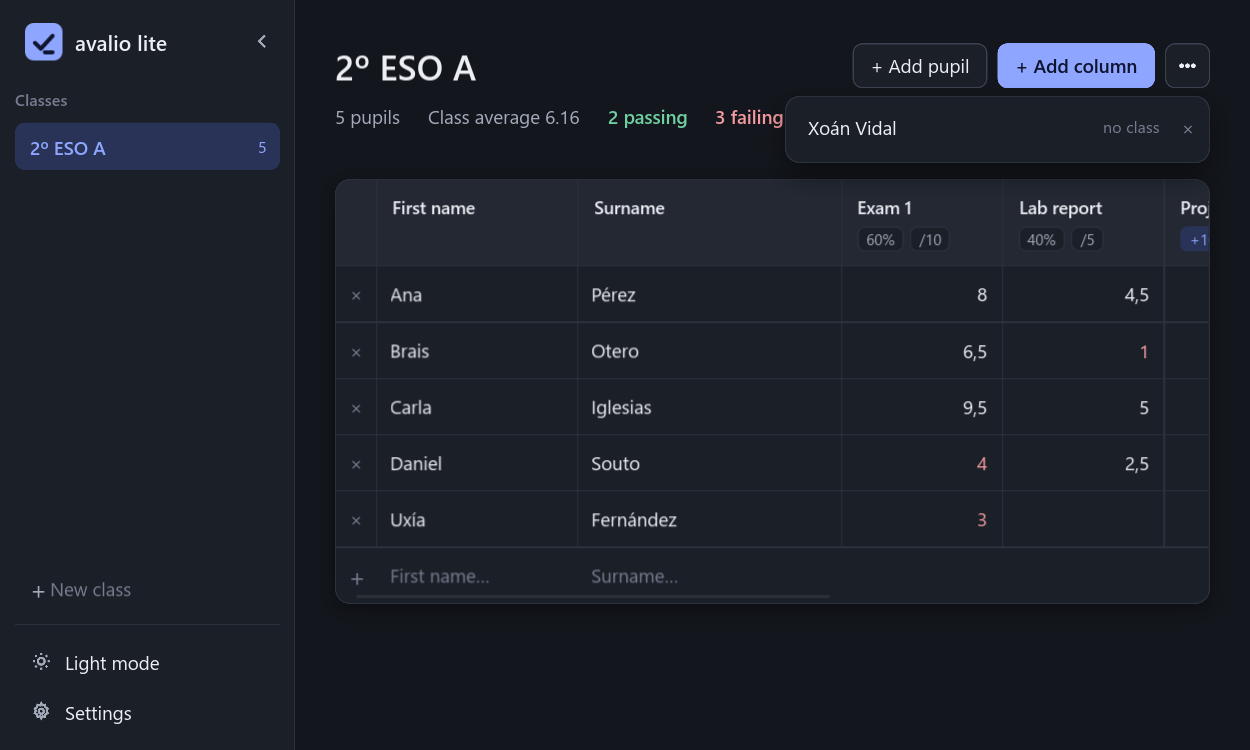 avalio lite
Classes
2º ESO A 5
+ New class
Light mode
Settings
2º ESO A
+ Add pupil
+ Add column
5 pupils Class average 6.16 2 passing 3 failing
Xoán Vidal no class ×
First name Surname Exam 1 Lab report Proj
60% /10 40% /5 +1
× Ana Pérez 8 4,5
× Brais Otero 6,5 1
× Carla Iglesias 9,5 5
× Daniel Souto 4 2,5
× Uxía Fernández 3
+ First name... Surname...